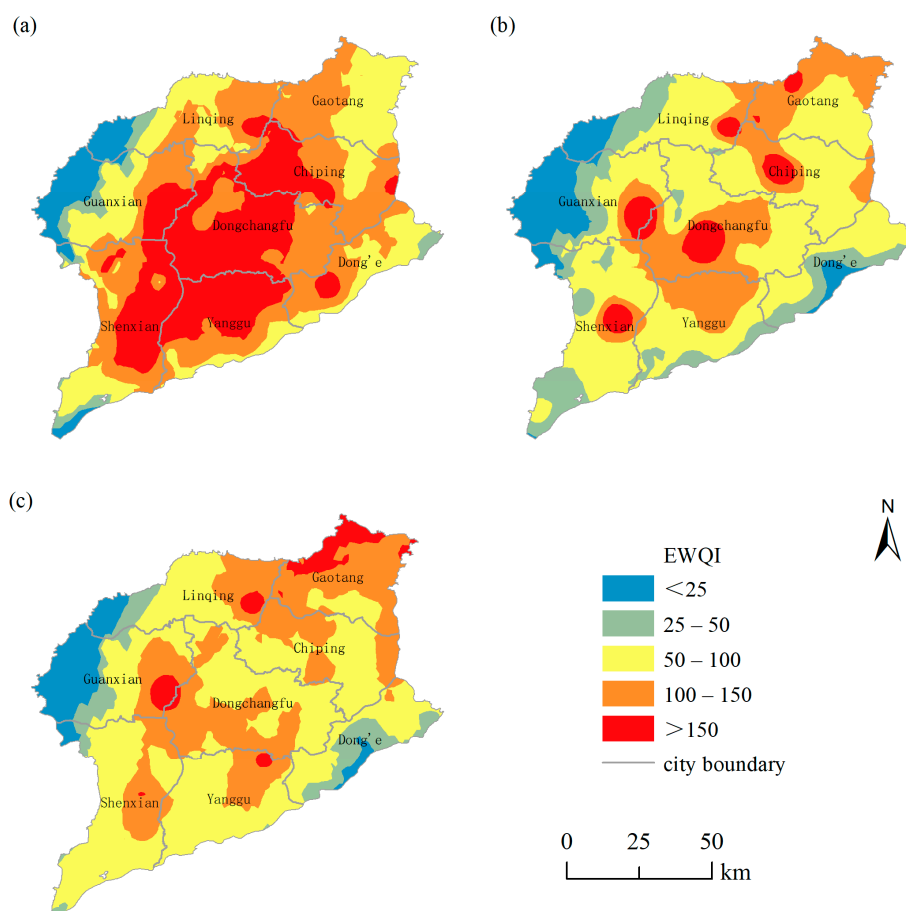 (a)
Linqing
Gaotang
Chiping
Guanxian
Dongchangfu
Dong'e
Shenxian
Yanggu
(b)
Linqing
Gaotang
Chiping
Guanxian
Dongchangfu
Dong'e
Shenxian
Yanggu
(c)
Linqing
Gaotang
Chiping
Guanxian
Dongchangfu
Dong'e
Shenxian
Yanggu
N
EWQI
<25
25 – 50
50 – 100
100 – 150
>150
city boundary
0 25 50
km